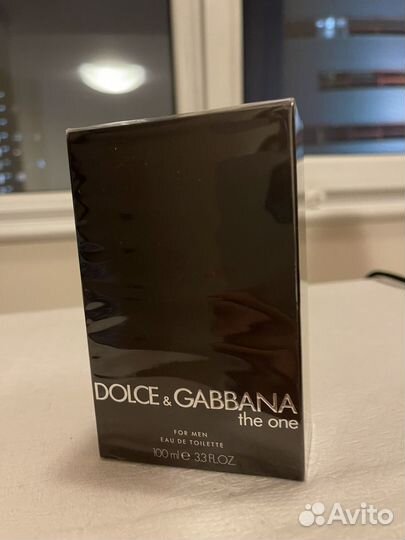 DOLCE & GABBANA
the one
FOR MEN
EAU DE TOILETTE
100 ml e 3.3 FL.OZ.
Avito